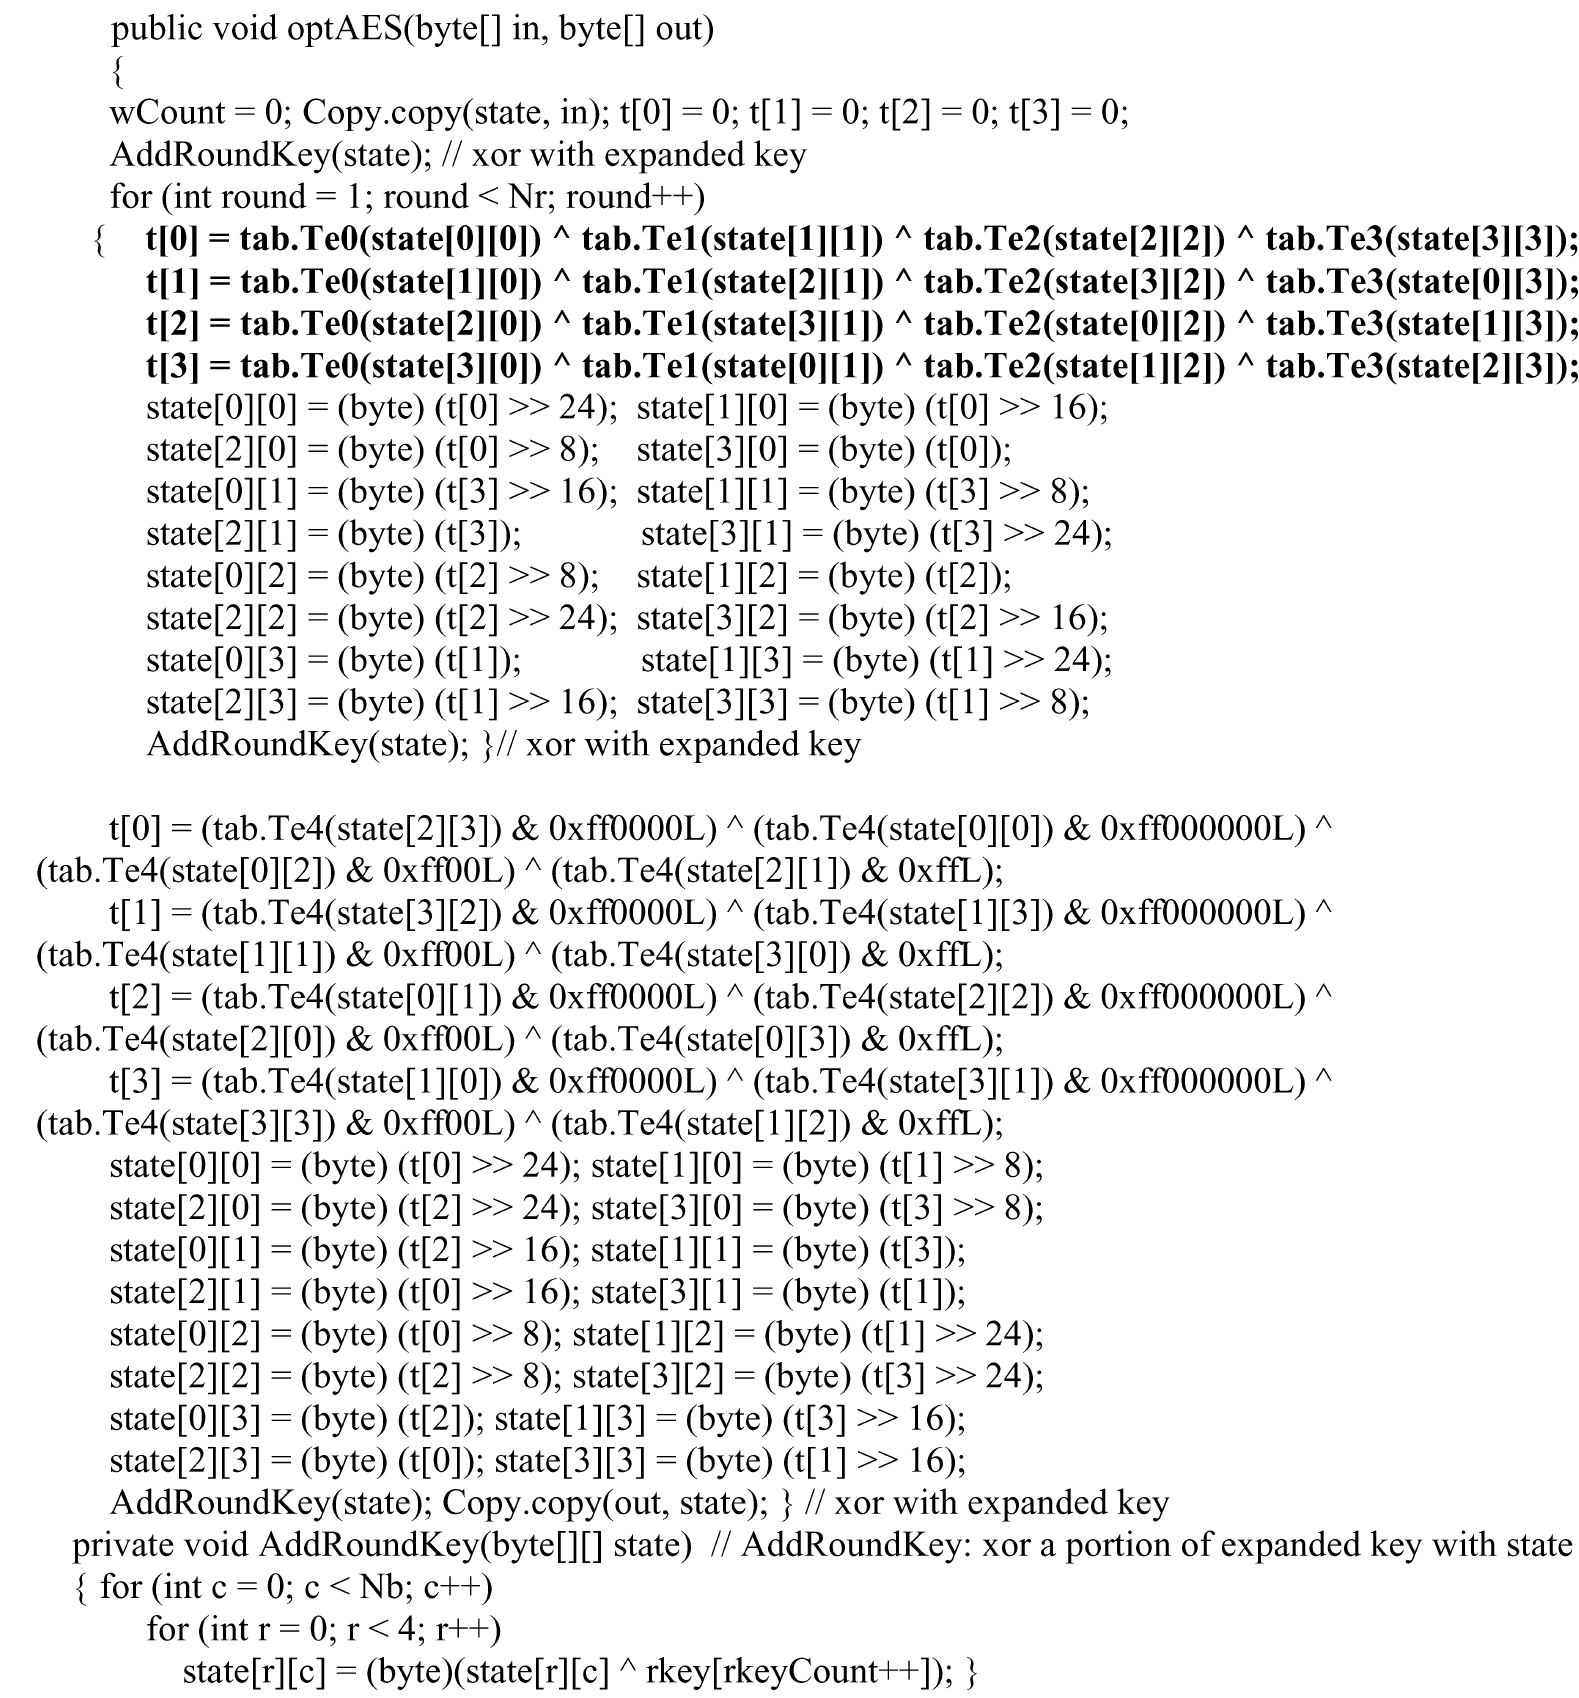 public void optAES(byte[] in, byte[] out)
{
wCount = 0; Copy.copy(state, in); t[0] = 0; t[1] = 0; t[2] = 0; t[3] = 0;
AddRoundKey(state); // xor with expanded key
for (int round = 1; round < Nr; round++)
{ t[0] = tab.Te0(state[0][0]) ^ tab.Te1(state[1][1]) ^ tab.Te2(state[2][2]) ^ tab.Te3(state[3][3]);
t[1] = tab.Te0(state[1][0]) ^ tab.Te1(state[2][1]) ^ tab.Te2(state[3][2]) ^ tab.Te3(state[0][3]);
t[2] = tab.Te0(state[2][0]) ^ tab.Te1(state[3][1]) ^ tab.Te2(state[0][2]) ^ tab.Te3(state[1][3]);
t[3] = tab.Te0(state[3][0]) ^ tab.Te1(state[0][1]) ^ tab.Te2(state[1][2]) ^ tab.Te3(state[2][3]);
state[0][0] = (byte) (t[0] >> 24); state[1][0] = (byte) (t[0] >> 16);
state[2][0] = (byte) (t[0] >> 8); state[3][0] = (byte) (t[0]);
state[0][1] = (byte) (t[3] >> 16); state[1][1] = (byte) (t[3] >> 8);
state[2][1] = (byte) (t[3]); state[3][1] = (byte) (t[3] >> 24);
state[0][2] = (byte) (t[2] >> 8); state[1][2] = (byte) (t[2]);
state[2][2] = (byte) (t[2] >> 24); state[3][2] = (byte) (t[2] >> 16);
state[0][3] = (byte) (t[1]); state[1][3] = (byte) (t[1] >> 24);
state[2][3] = (byte) (t[1] >> 16); state[3][3] = (byte) (t[1] >> 8);
AddRoundKey(state); }// xor with expanded key
t[0] = (tab.Te4(state[2][3]) & 0xff0000L) ^ (tab.Te4(state[0][0]) & 0xff000000L) ^
(tab.Te4(state[0][2]) & 0xff00L) ^ (tab.Te4(state[2][1]) & 0xffL);
t[1] = (tab.Te4(state[3][2]) & 0xff0000L) ^ (tab.Te4(state[1][3]) & 0xff000000L) ^
(tab.Te4(state[1][1]) & 0xff00L) ^ (tab.Te4(state[3][0]) & 0xffL);
t[2] = (tab.Te4(state[0][1]) & 0xff0000L) ^ (tab.Te4(state[2][2]) & 0xff000000L) ^
(tab.Te4(state[2][0]) & 0xff00L) ^ (tab.Te4(state[0][3]) & 0xffL);
t[3] = (tab.Te4(state[1][0]) & 0xff0000L) ^ (tab.Te4(state[3][1]) & 0xff000000L) ^
(tab.Te4(state[3][3]) & 0xff00L) ^ (tab.Te4(state[1][2]) & 0xffL);
state[0][0] = (byte) (t[0] >> 24); state[1][0] = (byte) (t[1] >> 8);
state[2][0] = (byte) (t[2] >> 24); state[3][0] = (byte) (t[3] >> 8);
state[0][1] = (byte) (t[2] >> 16); state[1][1] = (byte) (t[3]);
state[2][1] = (byte) (t[0] >> 16); state[3][1] = (byte) (t[1]);
state[0][2] = (byte) (t[0] >> 8); state[1][2] = (byte) (t[1] >> 24);
state[2][2] = (byte) (t[2] >> 8); state[3][2] = (byte) (t[3] >> 24);
state[0][3] = (byte) (t[2]); state[1][3] = (byte) (t[3] >> 16);
state[2][3] = (byte) (t[0]); state[3][3] = (byte) (t[1] >> 16);
AddRoundKey(state); Copy.copy(out, state); } // xor with expanded key
private void AddRoundKey(byte[][] state) // AddRoundKey: xor a portion of expanded key with state
{ for (int c = 0; c < Nb; c++)
for (int r = 0; r < 4; r++)
state[r][c] = (byte)(state[r][c] ^ rkey[rkeyCount++]); }